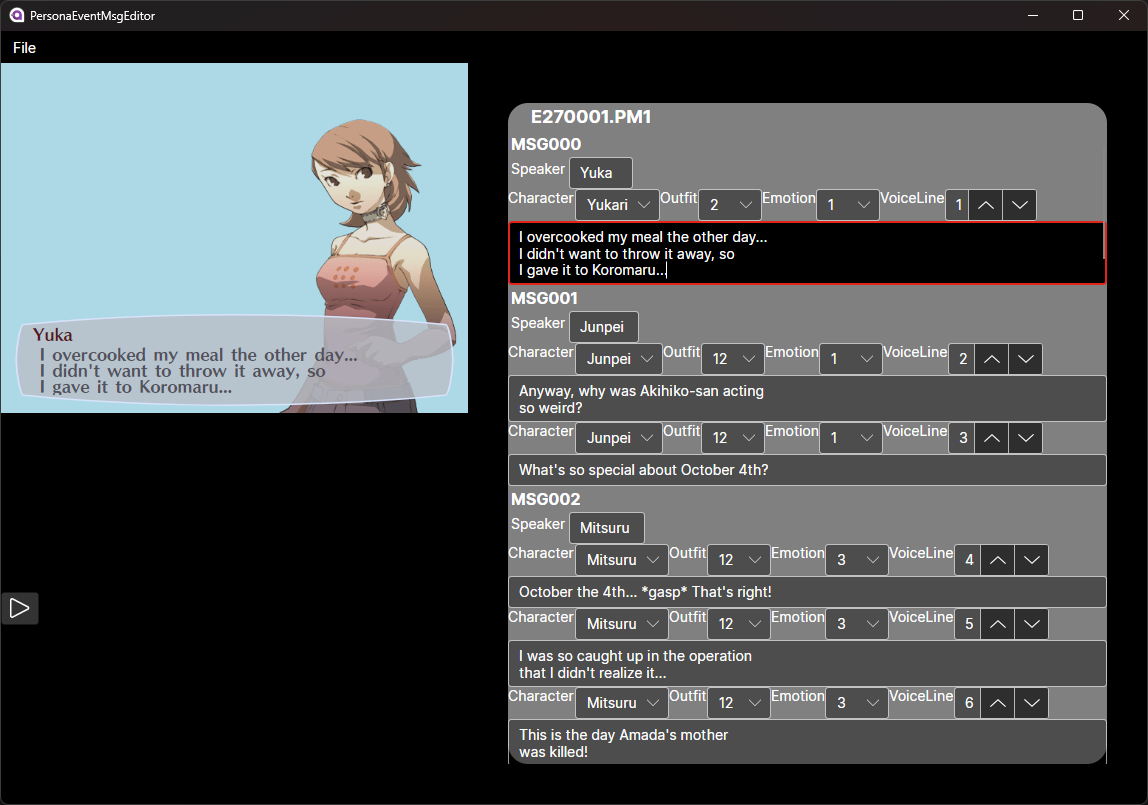 PersonaEventMsgEditor
File
Yuka
I overcooked my meal the other day...
I didn't want to throw it away, so
I gave it to Koromaru...
E270001.PM1
MSG000
Speaker Yuka
Character Yukari Outfit 2 Emotion 1 VoiceLine 1
I overcooked my meal the other day...
I didn't want to throw it away, so
I gave it to Koromaru...
MSG001
Speaker Junpei
Character Junpei Outfit 12 Emotion 1 VoiceLine 2
Anyway, why was Akihiko-san acting
so weird?
Character Junpei Outfit 12 Emotion 1 VoiceLine 3
What's so special about October 4th?
MSG002
Speaker Mitsuru
Character Mitsuru Outfit 12 Emotion 3 VoiceLine 4
October the 4th... *gasp* That's right!
Character Mitsuru Outfit 12 Emotion 3 VoiceLine 5
I was so caught up in the operation
that I didn't realize it...
Character Mitsuru Outfit 12 Emotion 3 VoiceLine 6
This is the day Amada's mother
was killed!